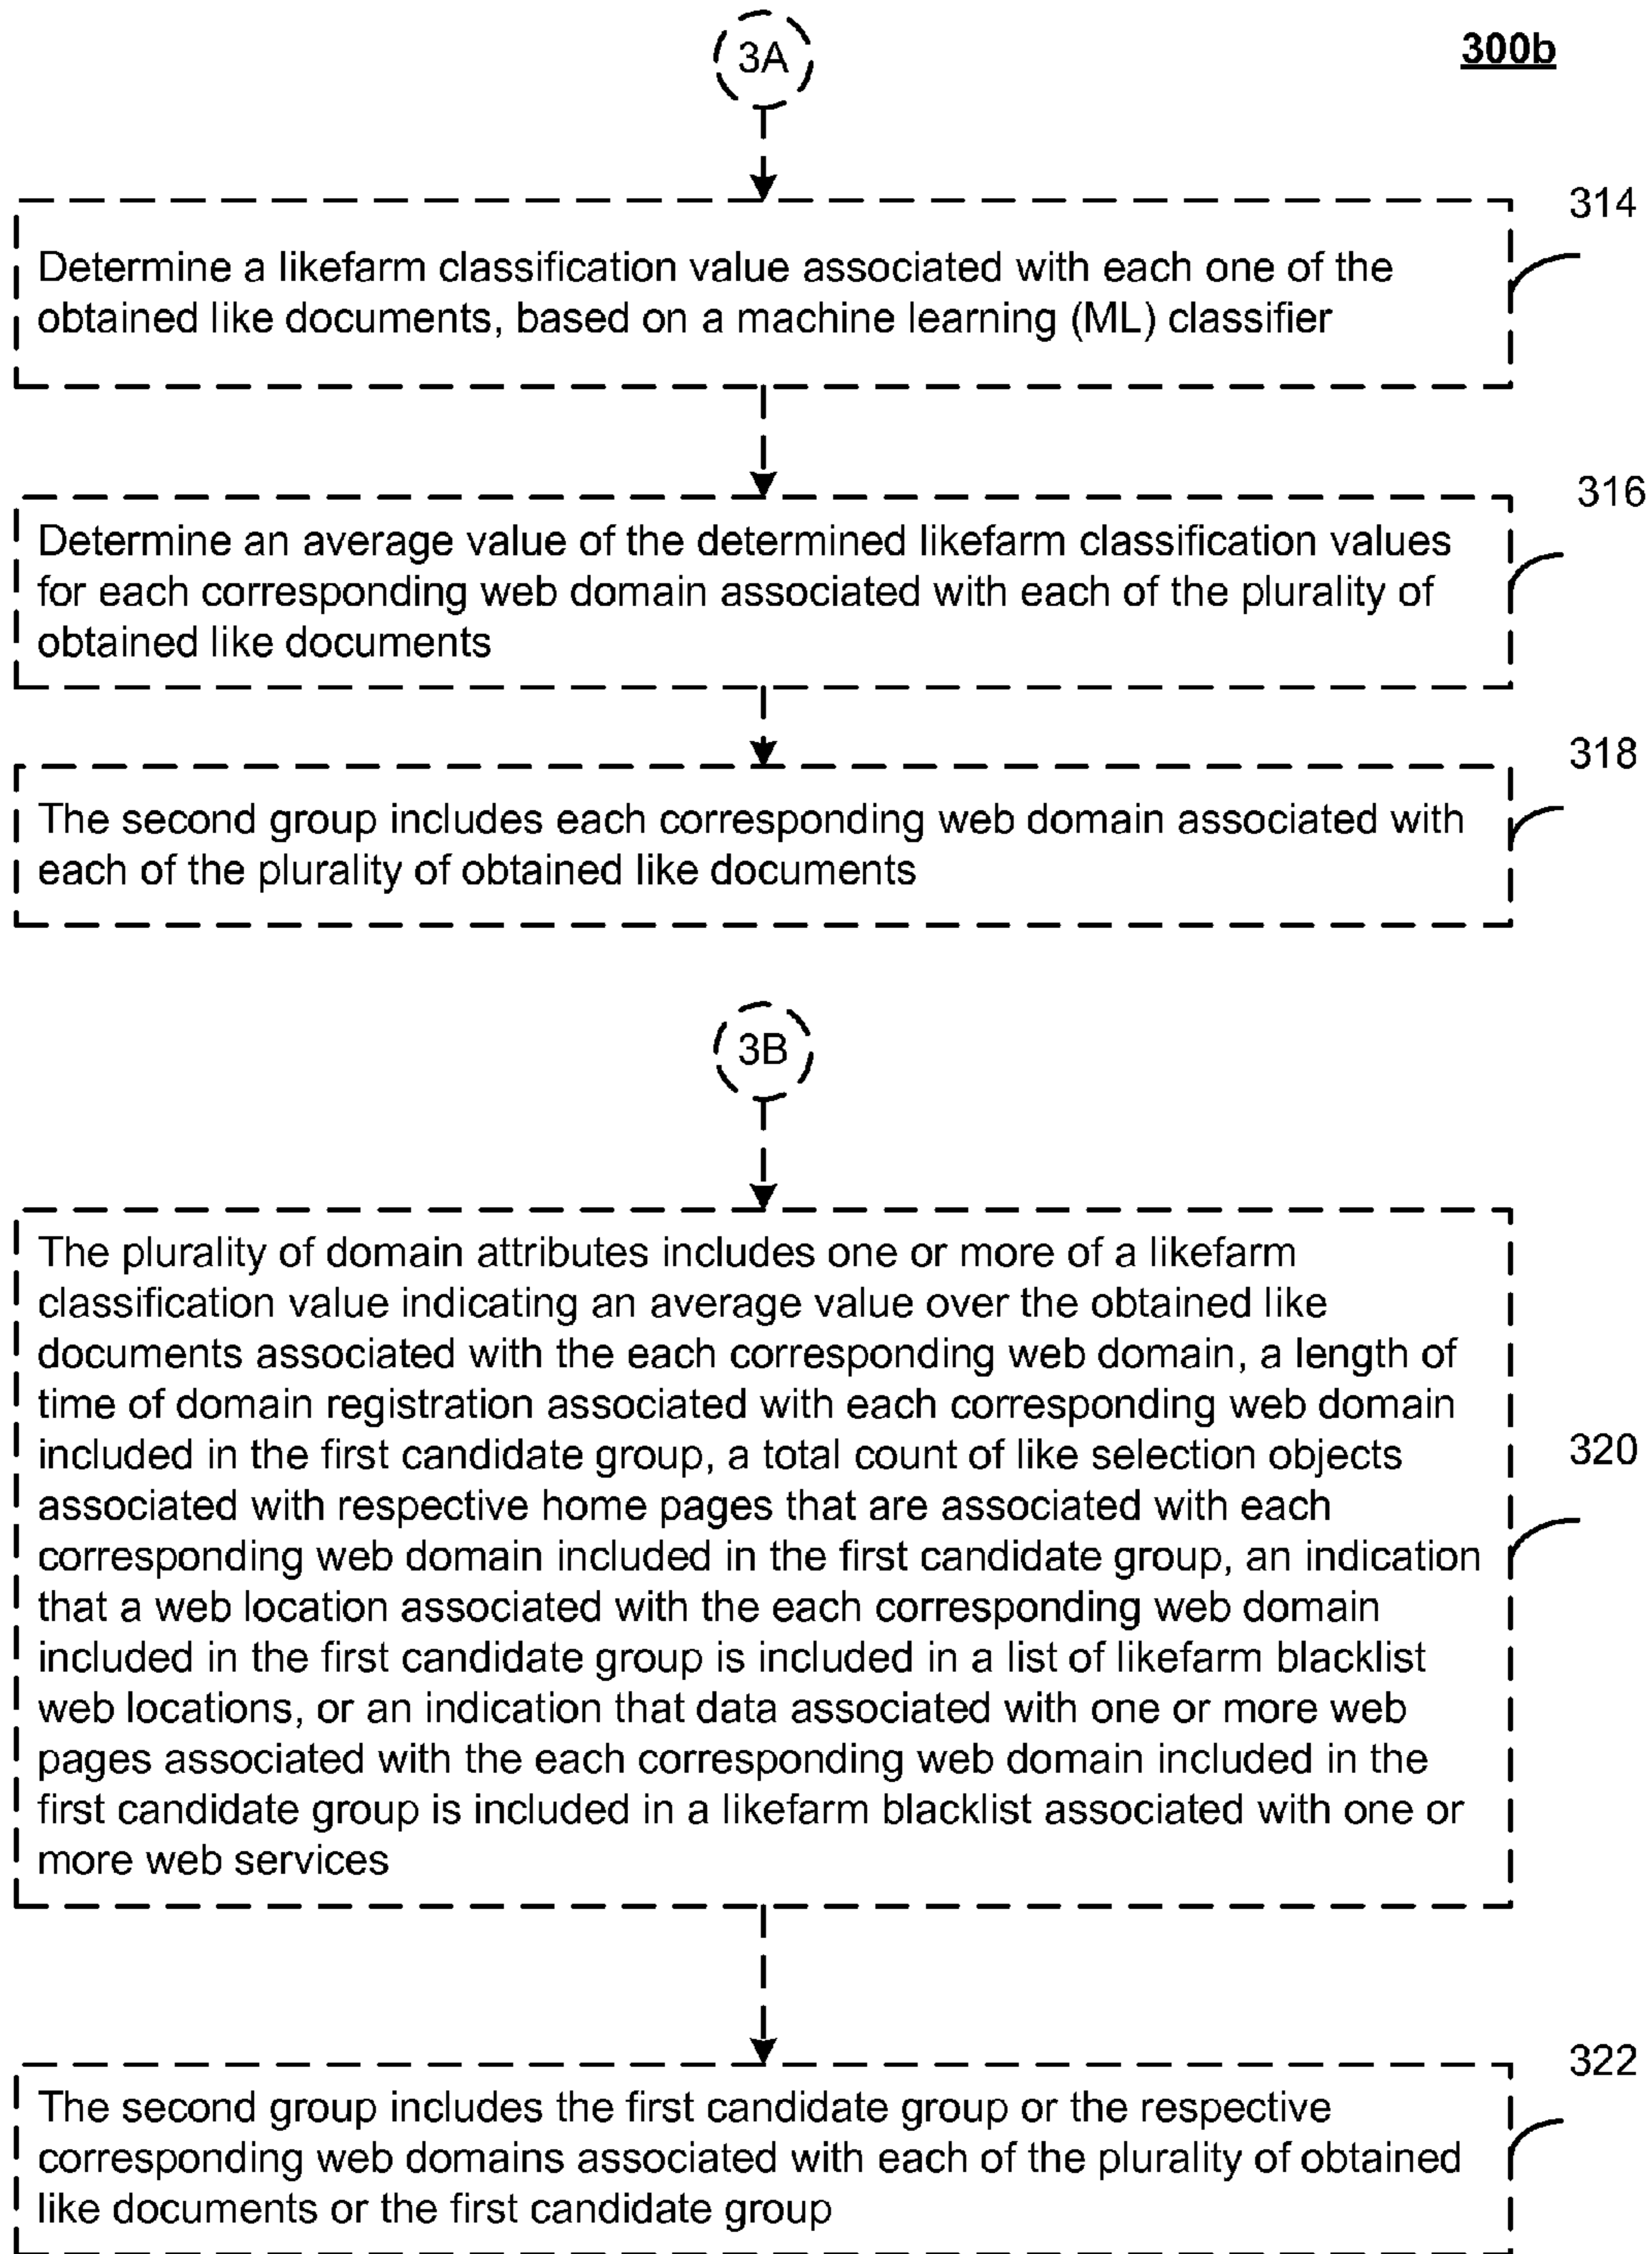 3A
300b
314
Determine a likefarm classification value associated with each one of the
obtained like documents, based on a machine learning (ML) classifier
316
Determine an average value of the determined likefarm classification values
for each corresponding web domain associated with each of the plurality of
obtained like documents
318
The second group includes each corresponding web domain associated with
each of the plurality of obtained like documents
3B
The plurality of domain attributes includes one or more of a likefarm
classification value indicating an average value over the obtained like
documents associated with the each corresponding web domain, a length of
time of domain registration associated with each corresponding web domain
included in the first candidate group, a total count of like selection objects
associated with respective home pages that are associated with each
corresponding web domain included in the first candidate group, an indication
that a web location associated with the each corresponding web domain
included in the first candidate group is included in a list of likefarm blacklist
web locations, or an indication that data associated with one or more web
pages associated with the each corresponding web domain included in the
first candidate group is included in a likefarm blacklist associated with one or
more web services
320
322
The second group includes the first candidate group or the respective
corresponding web domains associated with each of the plurality of obtained
like documents or the first candidate group